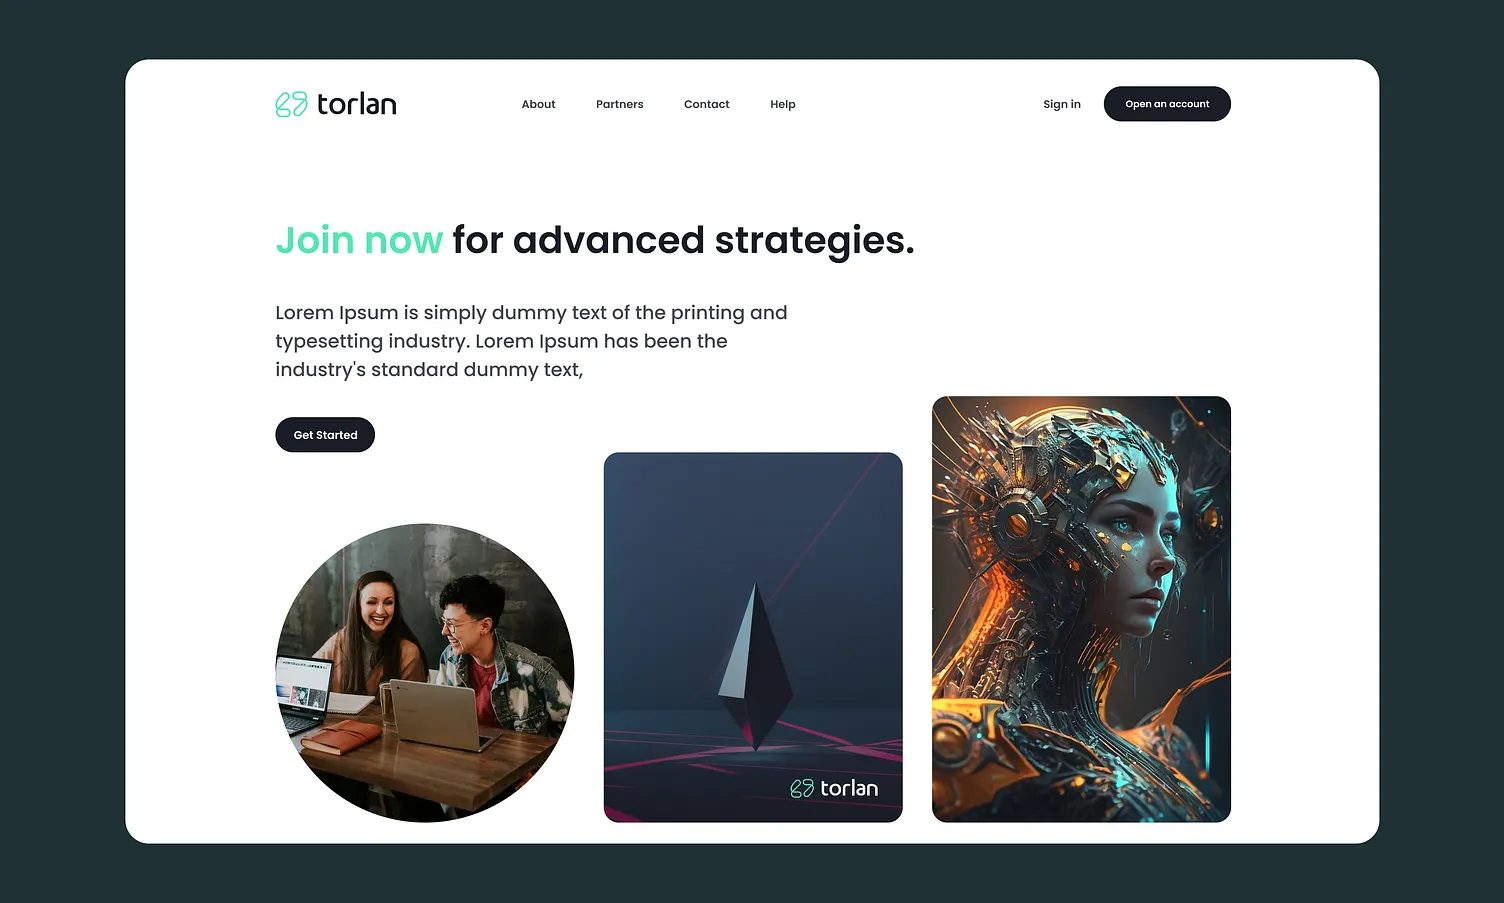 torlan
About
Partners
Contact
Help
Sign in
Open an account
Join now for advanced strategies.
Lorem Ipsum is simply dummy text of the printing and
typesetting industry. Lorem Ipsum has been the
industry's standard dummy text,
Get Started
torlan